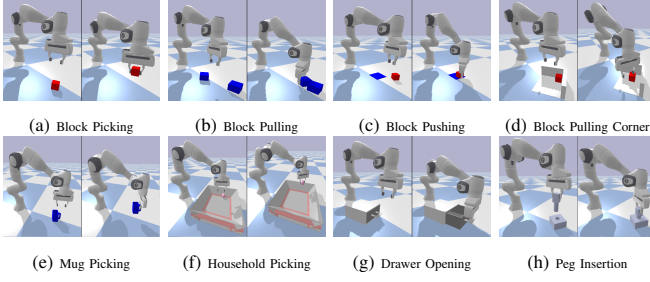 (a) Block Picking (b) Block Pulling (c) Block Pushing (d) Block Pulling Corner
(e) Mug Picking (f) Household Picking (g) Drawer Opening (h) Peg Insertion